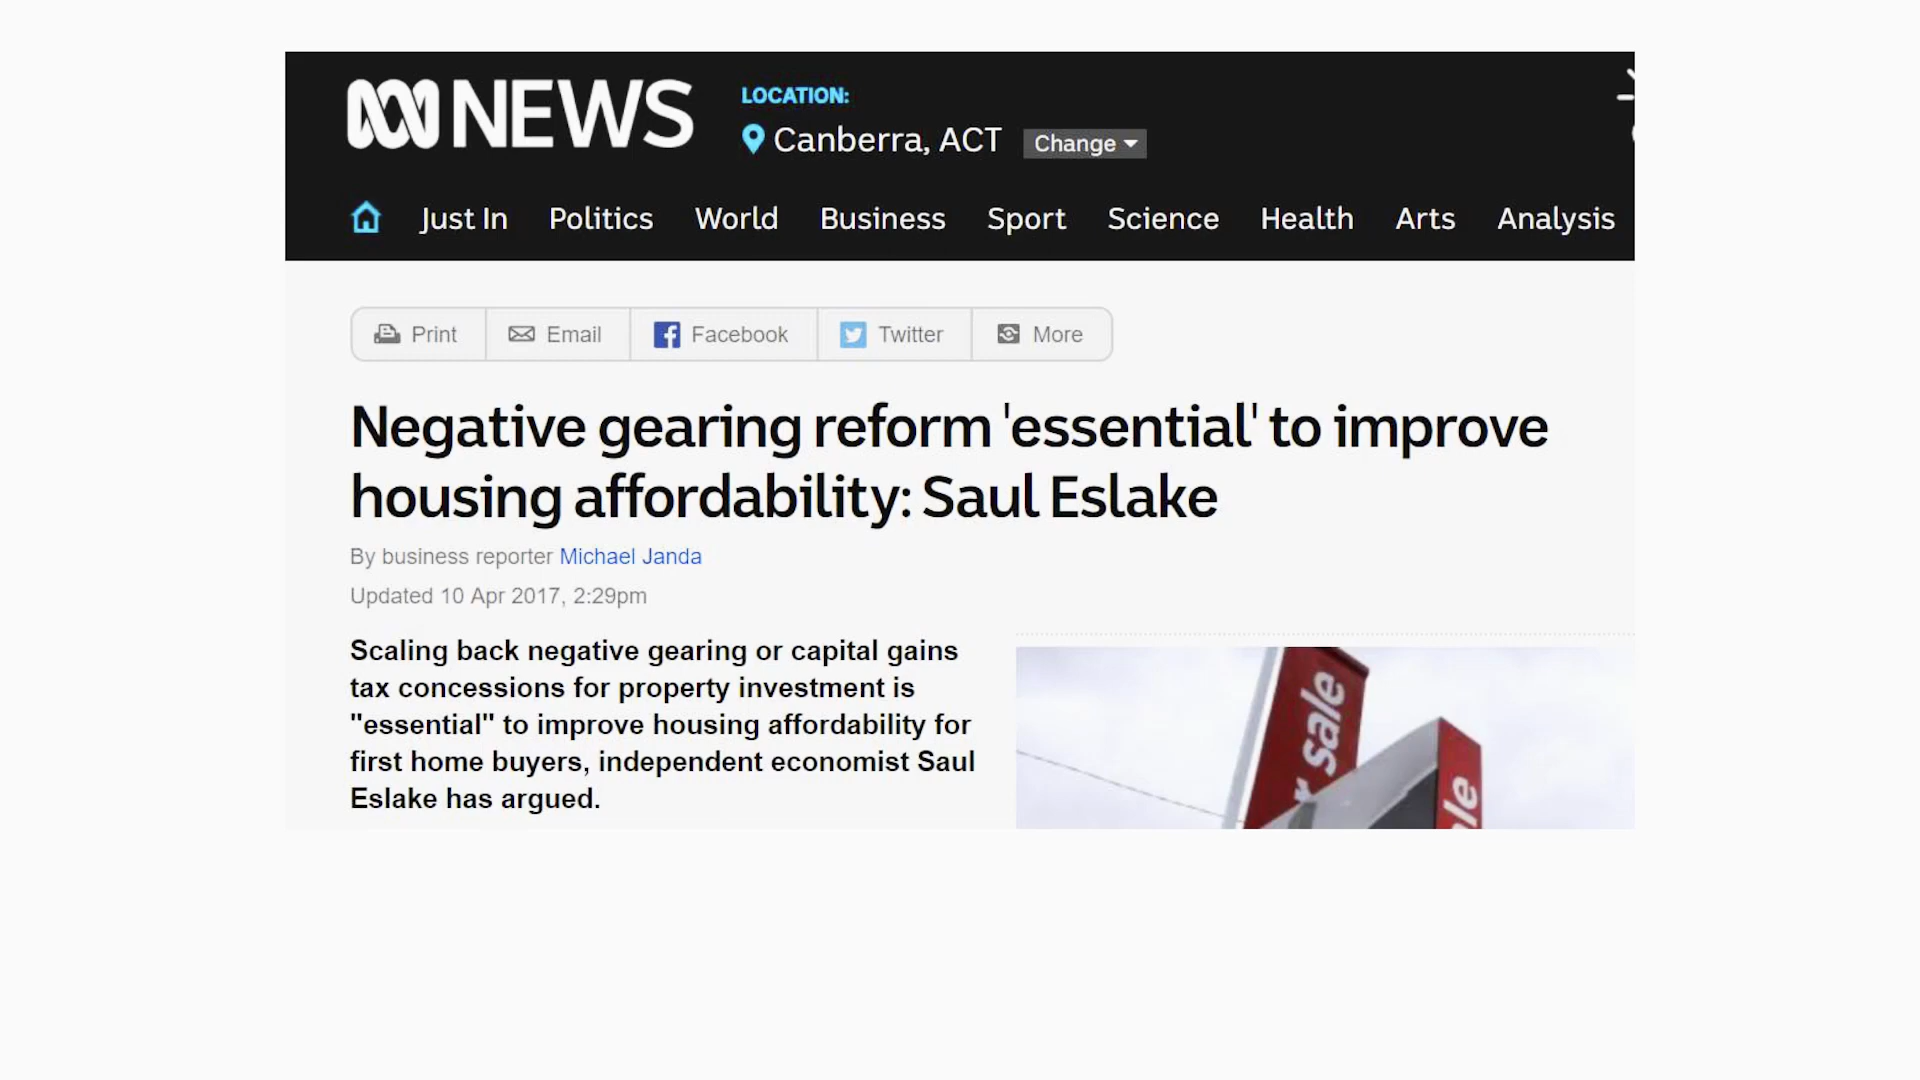 NEWS
LOCATION:
Canberra, ACT
Change
Just In Politics World Business Sport Science Health Arts Analysis
Print Email Facebook Twitter More
Negative gearing reform 'essential' to improve
housing affordability: Saul Eslake
By business reporter Michael Janda
Updated 10 Apr 2017, 2:29pm
Scaling back negative gearing or capital gains
tax concessions for property investment is
"essential" to improve housing affordability for
first home buyers, independent economist Saul
Eslake has argued.
r sale
le